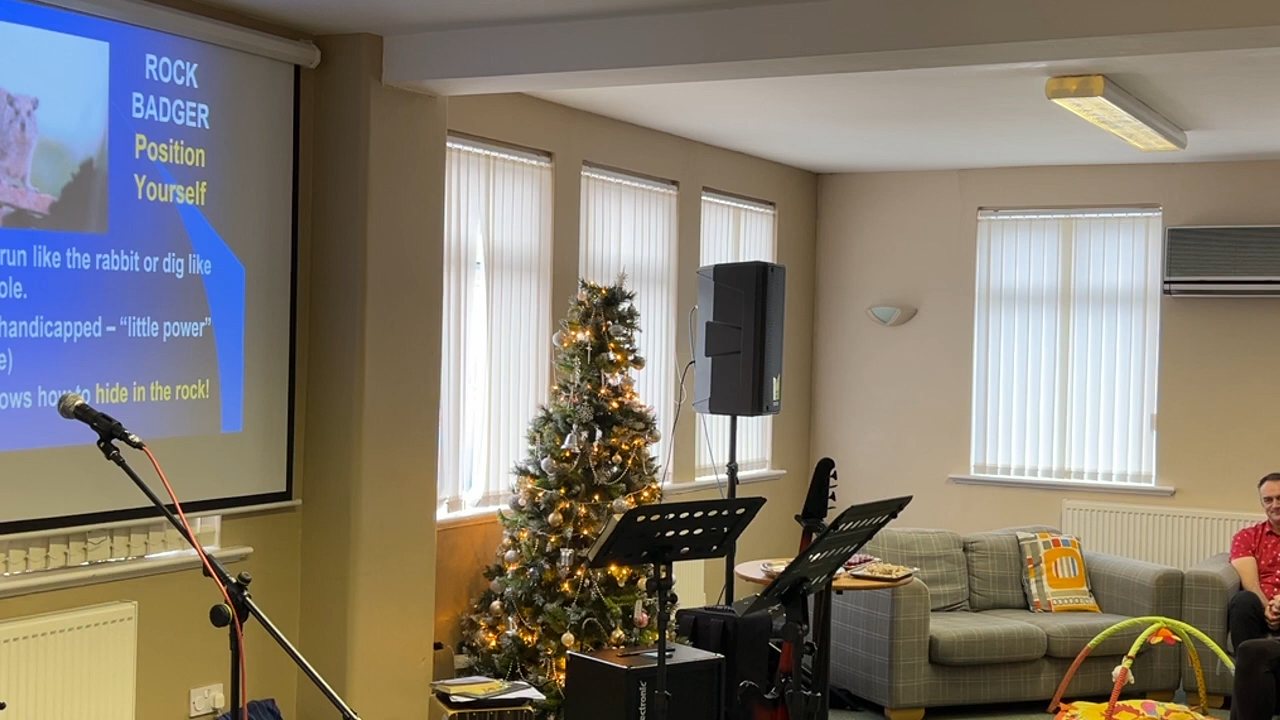 ROCK
BADGER
Position
Yourself
run like the rabbit or dig like
ole.
handicapped – “little power”
e)
ows how to hide in the rock!
ectronic